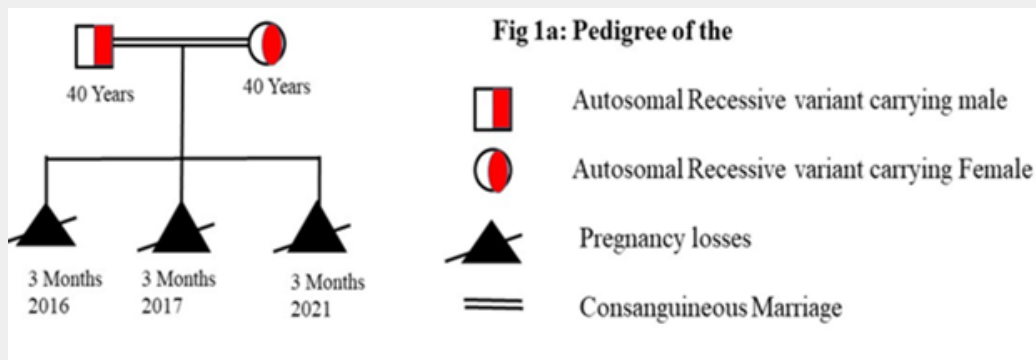 Fig 1a: Pedigree of the
40 Years
40 Years
3 Months
2016
3 Months
2017
3 Months
2021
Autosomal Recessive variant carrying male
Autosomal Recessive variant carrying Female
Pregnancy losses
Consanguineous Marriage